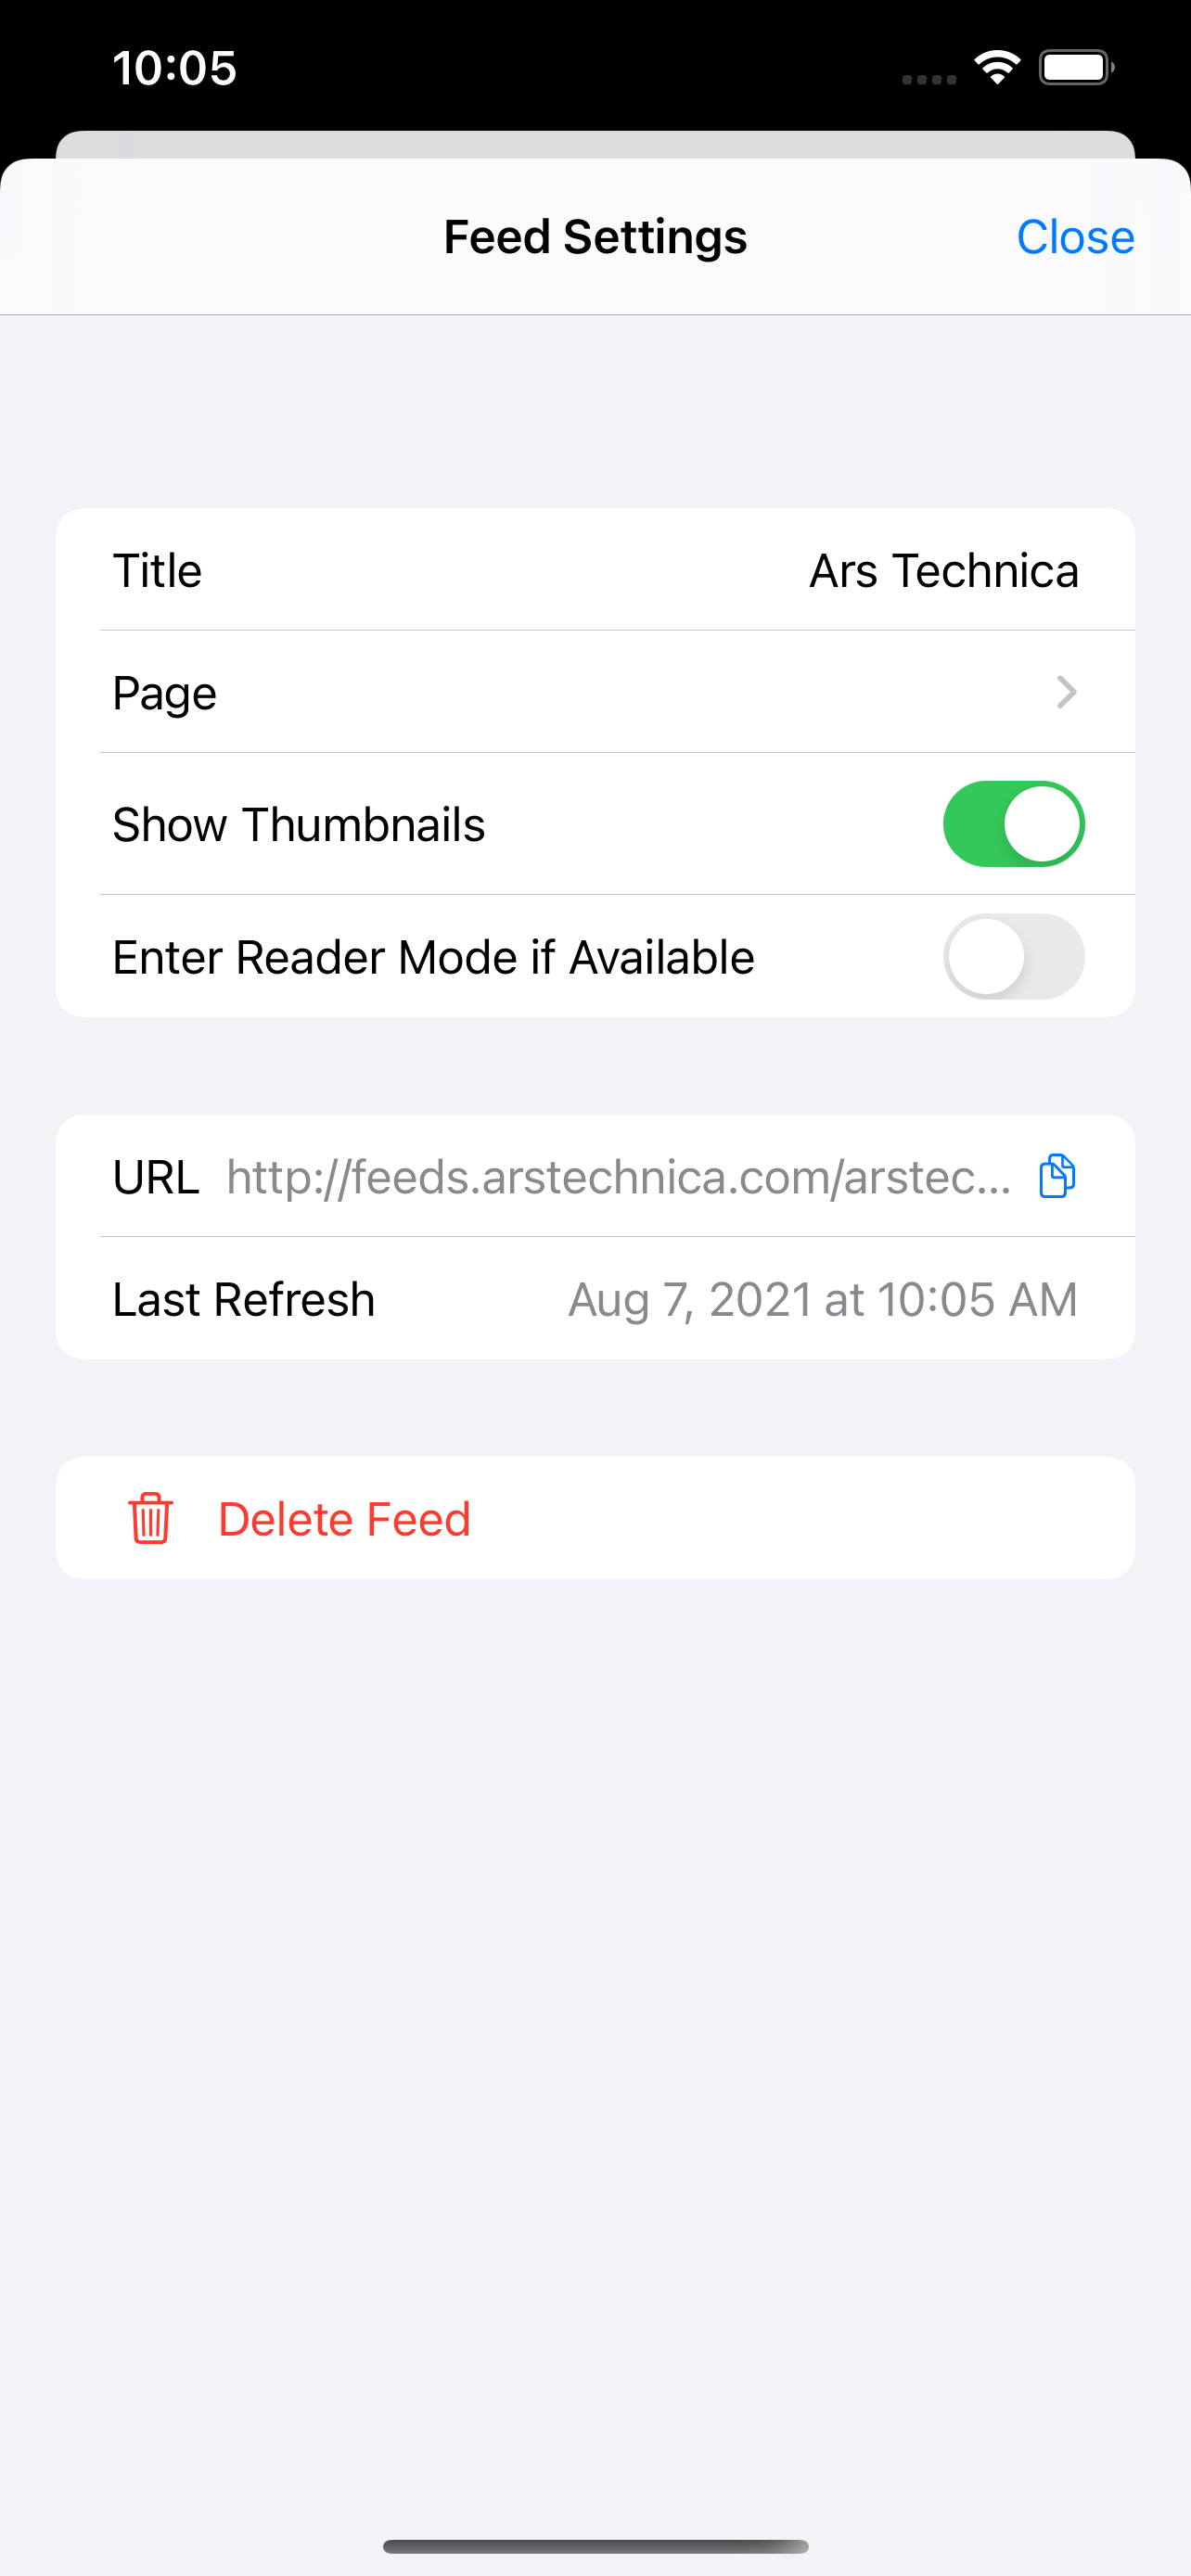 10:05
Feed Settings
Close
Title
Ars Technica
Page
Show Thumbnails
Enter Reader Mode if Available
URL http://feeds.arstechnica.com/arstec...
Last Refresh
Aug 7, 2021 at 10:05 AM
Delete Feed